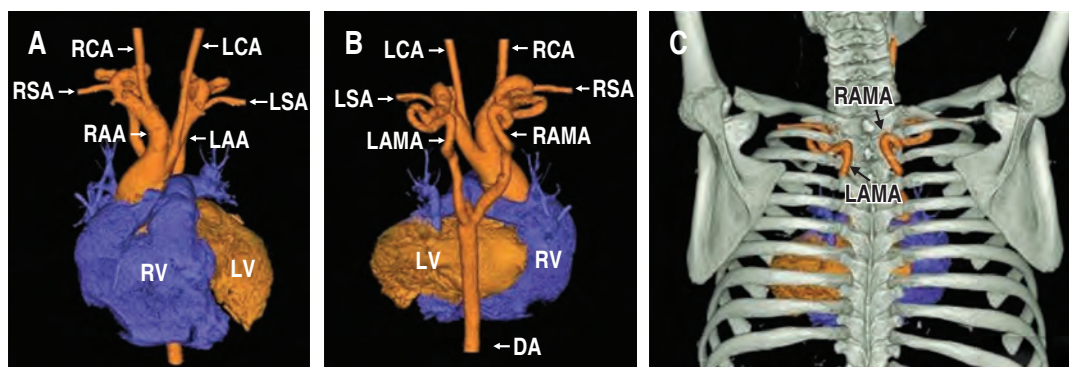 A
RCA
LCA
RSA
LSA
RAA
LAA
RV
LV
B
LCA
RCA
LSA
RSA
LAMA
RAMA
LV
RV
DA
C
RAMA
LAMA